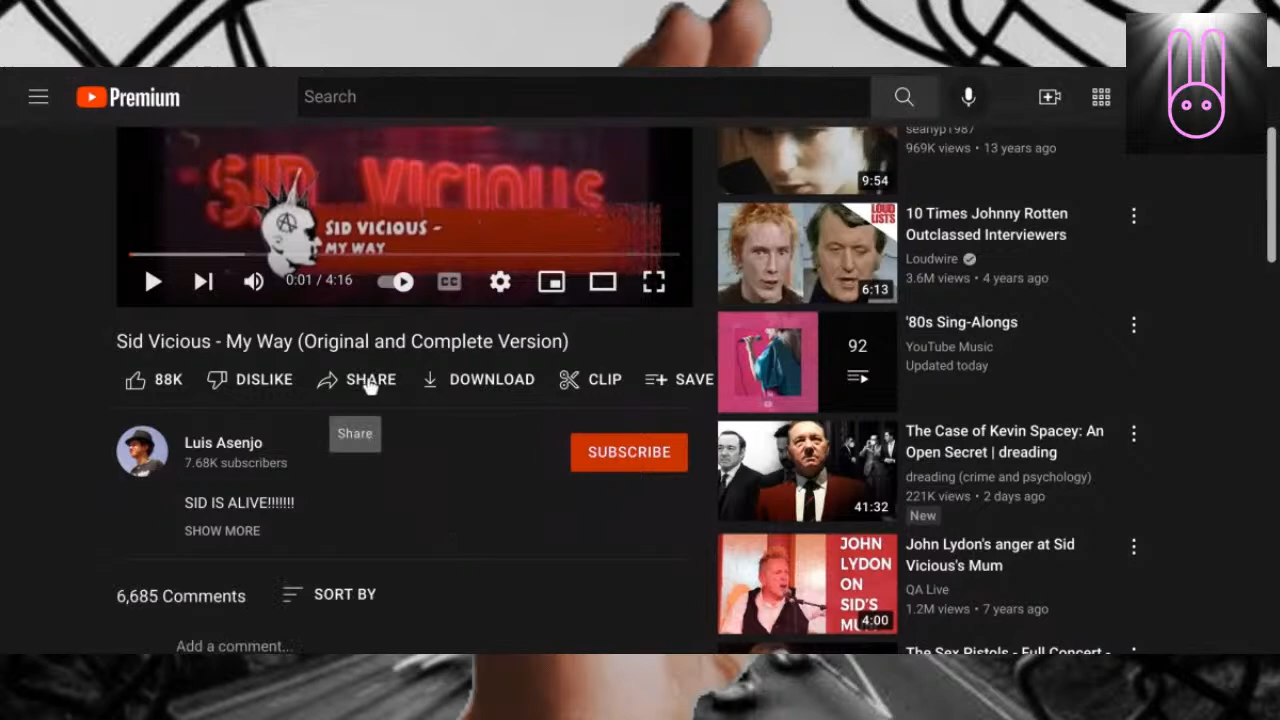 Premium
Search
SID VICIOUS
SID VICIOUS -
MY WAY
0:01 / 4:16
CC
Sid Vicious - My Way (Original and Complete Version)
88K
DISLIKE
SHARE
DOWNLOAD
CLIP
SAVE
Share
Luis Asenjo
7.68K subscribers
SUBSCRIBE
SID IS ALIVE!!!!!!!
SHOW MORE
6,685 Comments
SORT BY
Add a comment...
seanyp1987
969K views • 13 years ago
9:54
LOUD
LISTS
6:13
10 Times Johnny Rotten
Outclassed Interviewers
Loudwire
3.6M views • 4 years ago
92
'80s Sing-Alongs
YouTube Music
Updated today
41:32
The Case of Kevin Spacey: An
Open Secret | dreading
dreading (crime and psychology)
221K views • 2 days ago
New
JOHN
LYDON
ON
SID'S
4:00
John Lydon's anger at Sid
Vicious's Mum
QA Live
1.2M views • 7 years ago
The Sex Pistols - Full Concert -